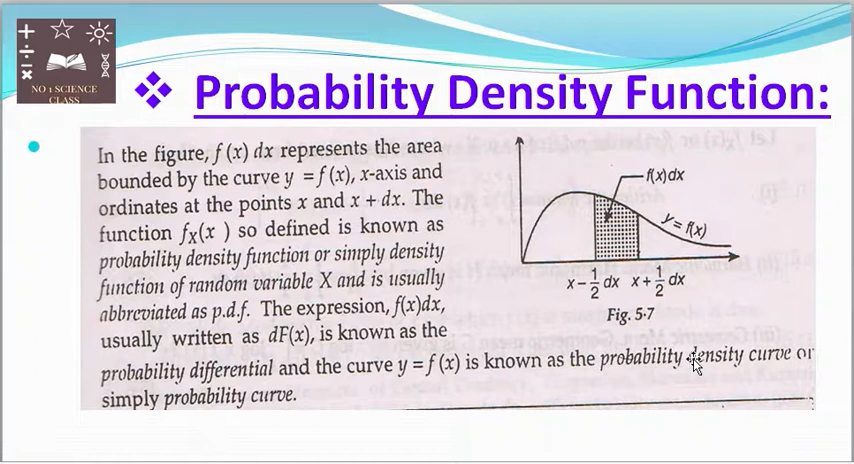 NO 1 SCIENCE
CLASS
❖ Probability Density Function:
In the figure, f (x) dx represents the area
bounded by the curve y = f (x), x-axis and
ordinates at the points x and x + dx. The
function fX(x ) so defined is known as
probability density function or simply density
function of random variable X and is usually
abbreviated as p.d.f. The expression, f(x)dx,
usually written as dF(x), is known as the
probability differential and the curve y = f (x) is known as the probability density curve or
simply probability curve.
f(x)dx
y = f(x)
x − 1/2 dx x + 1/2 dx
Fig. 5·7